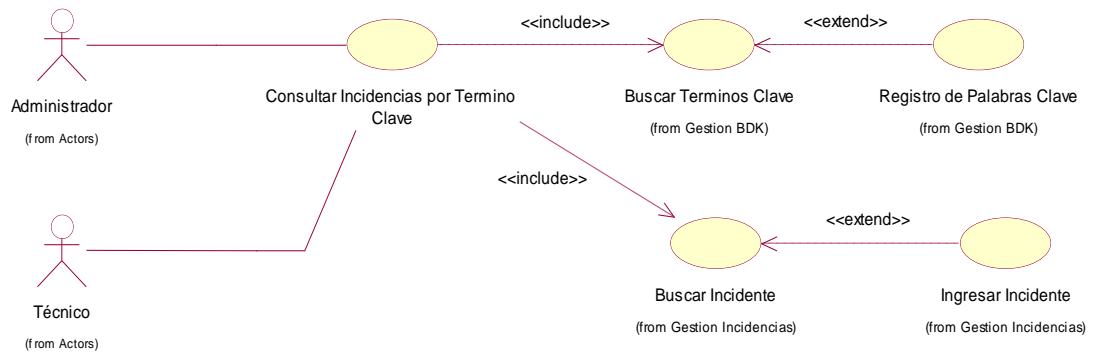 <<include>>
<<extend>>
Administrador
(from Actors)
Consultar Incidencias por Termino
Clave
Buscar Terminos Clave
(from Gestion BDK)
Registro de Palabras Clave
(from Gestion BDK)
<<include>>
<<extend>>
Técnico
(from Actors)
Buscar Incidente
(from Gestion Incidencias)
Ingresar Incidente
(from Gestion Incidencias)